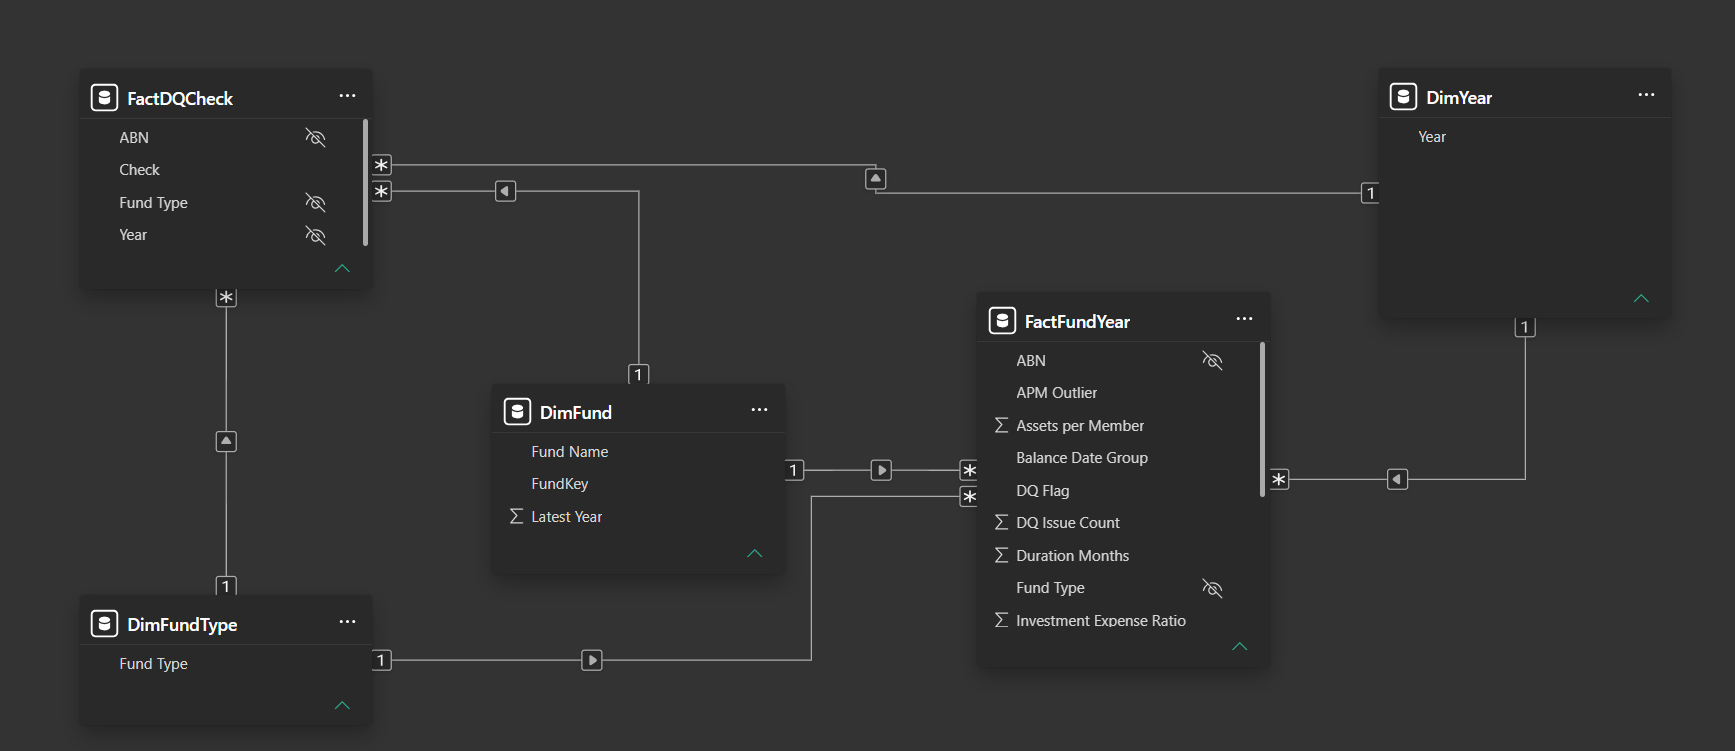 FactDQCheck ...
ABN
Check
Fund Type
Year
DimYear ...
Year
FactFundYear ...
ABN
APM Outlier
Assets per Member
Balance Date Group
DQ Flag
DQ Issue Count
Duration Months
Fund Type
Investment Expense Ratio
DimFund ...
Fund Name
FundKey
Latest Year
DimFundType ...
Fund Type
*
*
1
*
1
1
*
*
*
1
1
1